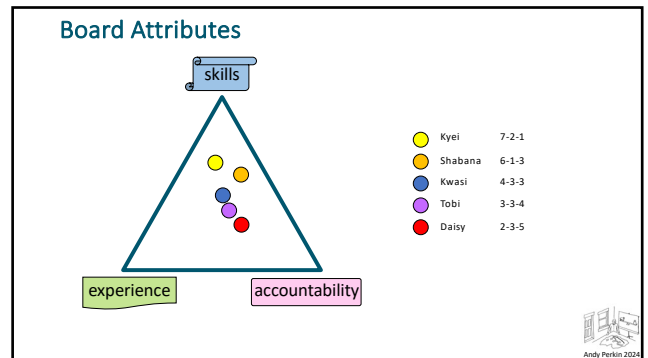 Board Attributes
skills
Kyei 7-2-1
Shabana 6-1-3
Kwasi 4-3-3
Tobi 3-3-4
Daisy 2-3-5
experience
accountability
Andy Perkin 2024